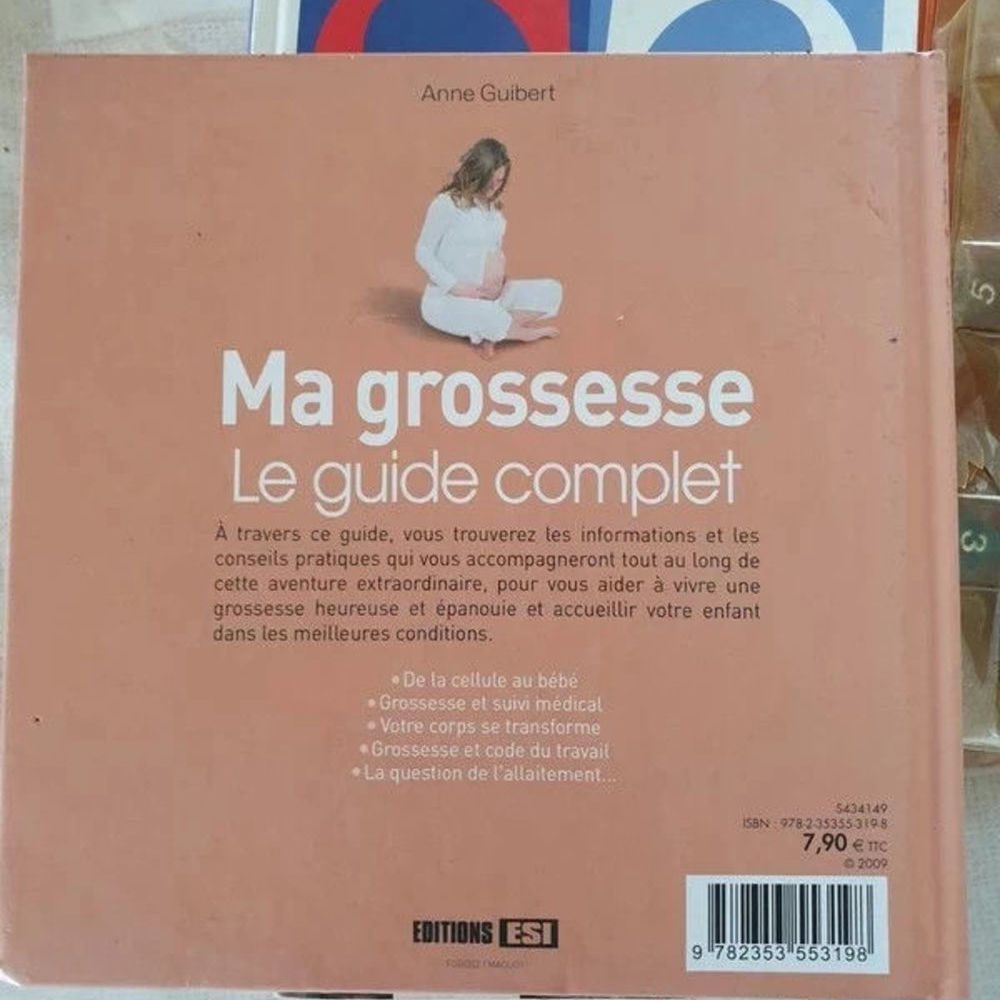 Anne Guibert
Ma grossesse
Le guide complet
À travers ce guide, vous trouverez les informations et les
conseils pratiques qui vous accompagneront tout au long de
cette aventure extraordinaire, pour vous aider à vivre une
grossesse heureuse et épanouie et accueillir votre enfant
dans les meilleures conditions.
• De la cellule au bébé
• Grossesse et suivi médical
• Votre corps se transforme
• Grossesse et code du travail
• La question de l'allaitement...
S434149
ISBN : 978-2-35355-319-8
7,90 € TTC
© 2009
EDITIONS ESI
9 782353 553198
5
3